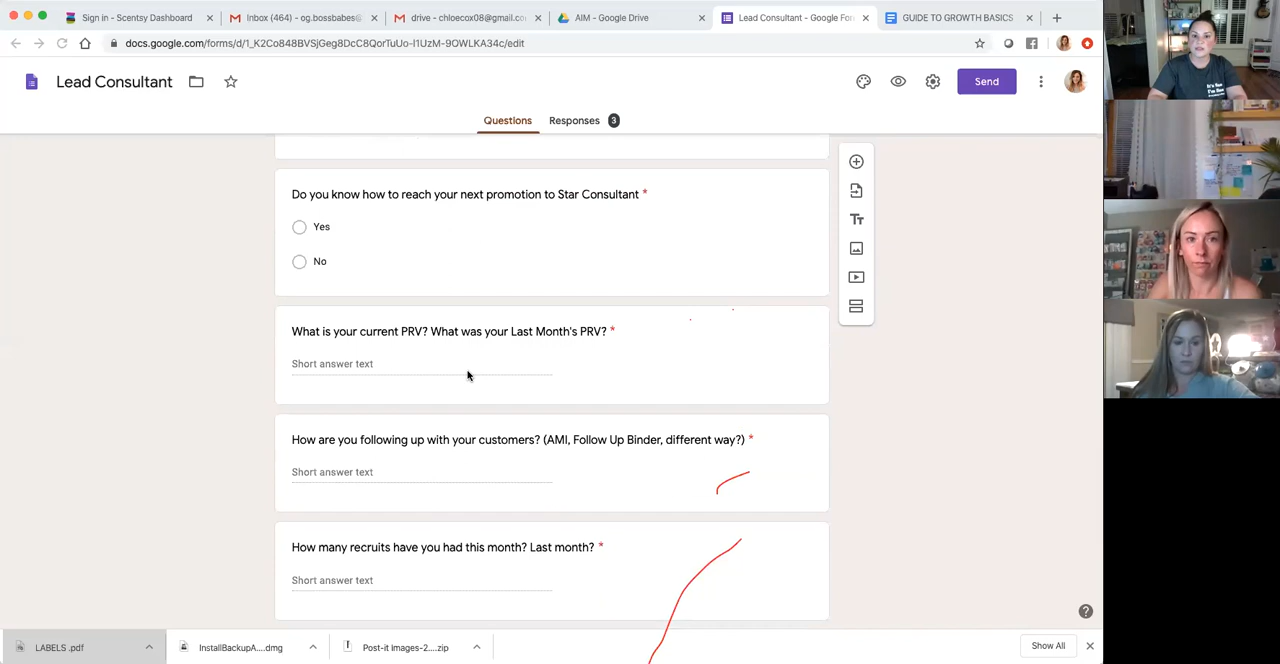 Sign in - Scentsy Dashboard
Inbox (464) - og.bossbabes@
drive - chloecox08@gmail.co
AIM - Google Drive
Lead Consultant - Google For
GUIDE TO GROWTH BASICS
docs.google.com/forms/d/1_K2Co848BVSjGeg8DcC8QorTuUo-I1UzM-9OWLKA34c/edit
Lead Consultant
Send
Questions
Responses 3
Do you know how to reach your next promotion to Star Consultant *
Yes
No
What is your current PRV? What was your Last Month's PRV? *
Short answer text
How are you following up with your customers? (AMI, Follow Up Binder, different way?) *
Short answer text
How many recruits have you had this month? Last month? *
Short answer text
LABELS .pdf
InstallBackupA....dmg
Post-it Images-2....zip
Show All